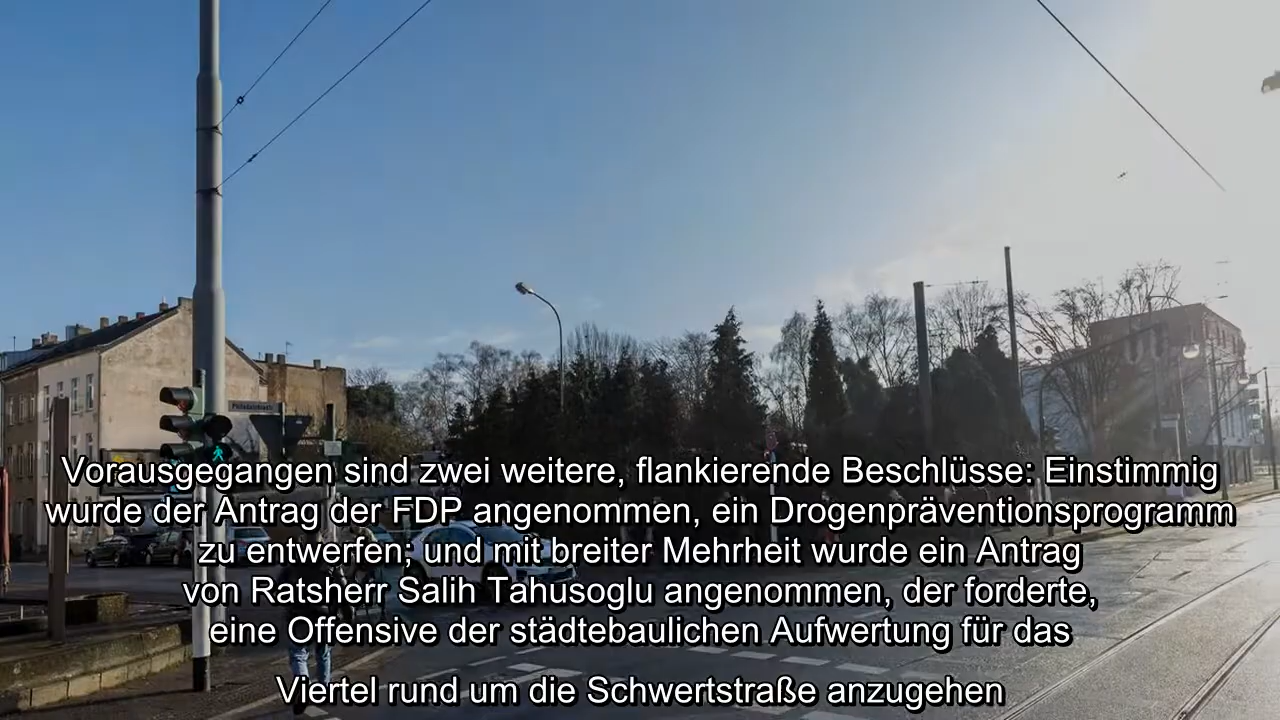 Philadelphiastr.
Vorausgegangen sind zwei weitere, flankierende Beschlüsse: Einstimmig
wurde der Antrag der FDP angenommen, ein Drogenpräventionsprogramm
zu entwerfen; und mit breiter Mehrheit wurde ein Antrag
von Ratsherr Salih Tahusoglu angenommen, der forderte,
eine Offensive der städtebaulichen Aufwertung für das
Viertel rund um die Schwertstraße anzugehen